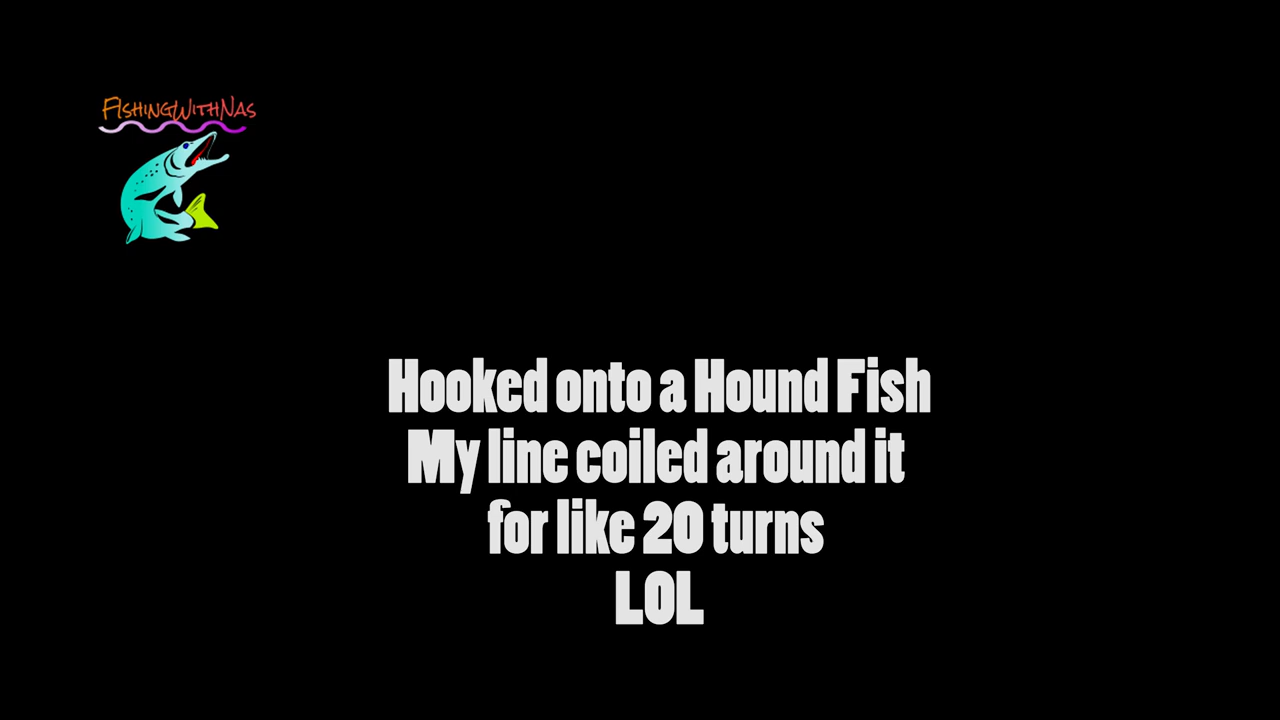 FishingWithNas
Hooked onto a Hound Fish
My line coiled around it
for like 20 turns
LOL